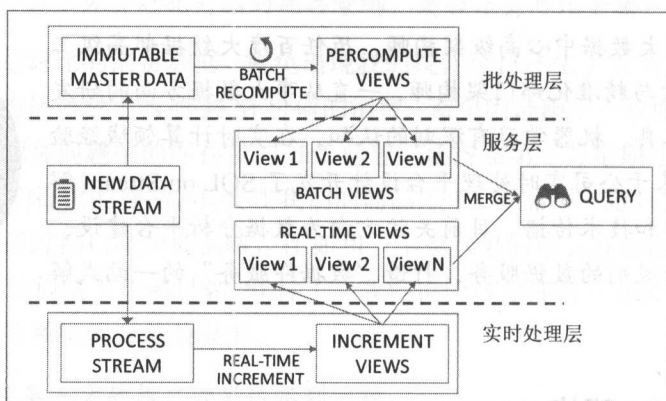 IMMUTABLE
MASTER DATA
BATCH
RECOMPUTE
PERCOMPUTE
VIEWS
批处理层
View 1
View 2
View N
BATCH VIEWS
服务层
NEW DATA
STREAM
MERGE
QUERY
REAL-TIME VIEWS
View 1
View 2
View N
PROCESS
STREAM
REAL-TIME
INCREMENT
INCREMENT
VIEWS
实时处理层